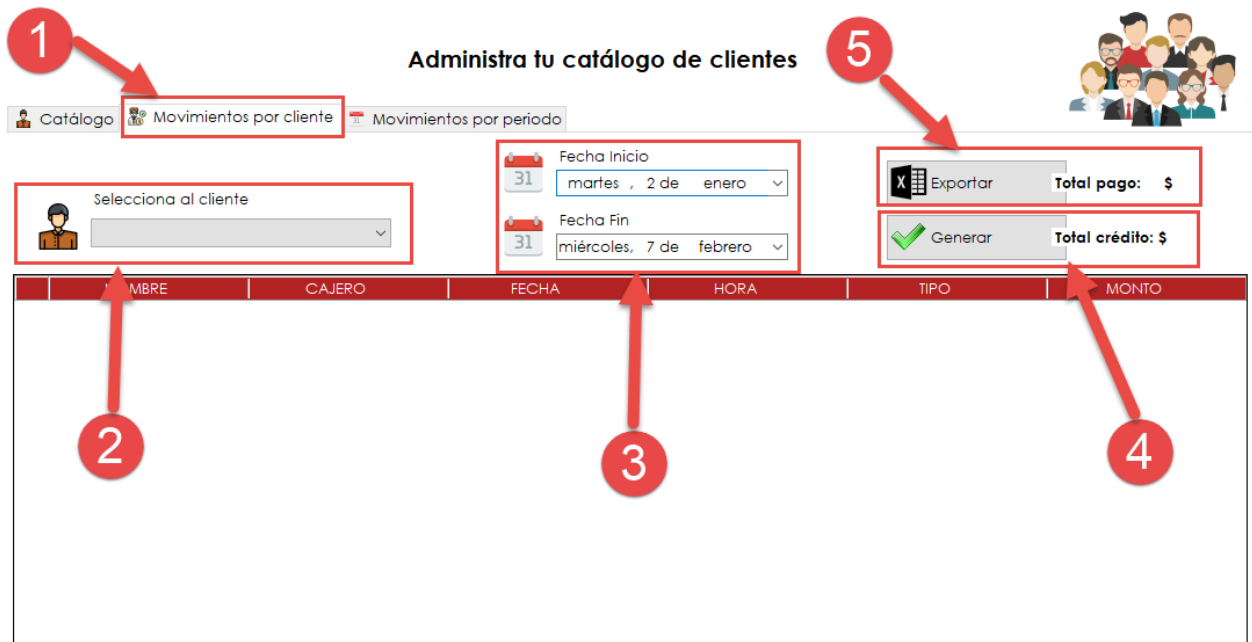 1
5
Administra tu catálogo de clientes
Catálogo Movimientos por cliente 31 Movimientos por periodo
Fecha Inicio
31 martes , 2 de enero
Exportar Total pago: $
Selecciona al cliente
Fecha Fin
31 miércoles, 7 de febrero
Generar Total crédito: $
MBRE CAJERO FECHA HORA TIPO MONTO
2
3
4